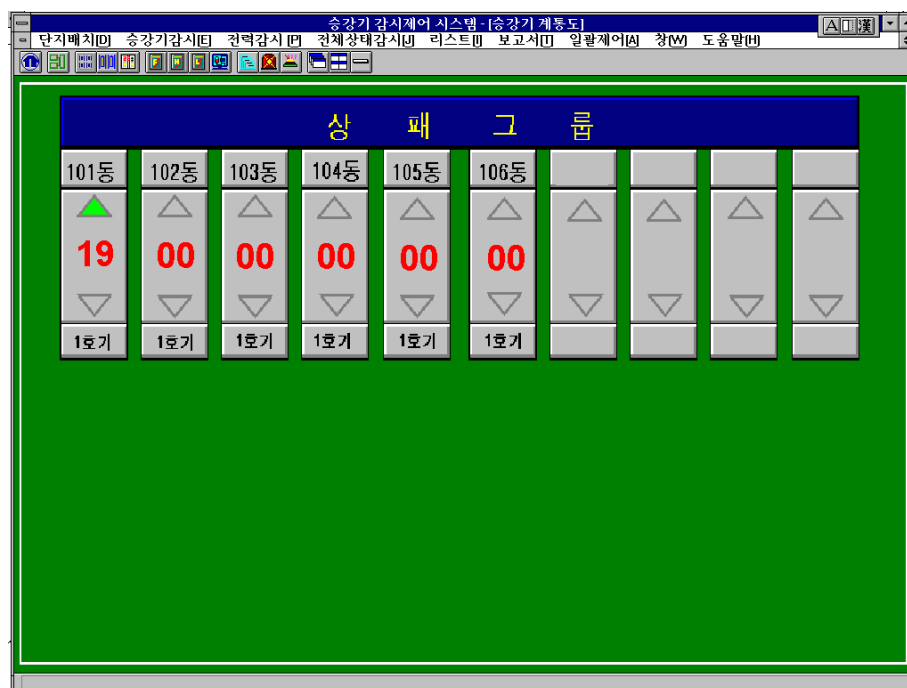 승강기 감시제어 시스템 - [승강기 계통도]
A 漢
단지배치[D] 승강기감시[E] 전력감시 [P] 전체상태감시[J] 리스트[I] 보고서[T] 일괄제어[A] 창[W] 도움말[H]
상 패 그 룹
101동 102동 103동 104동 105동 106동
19 00 00 00 00 00
1호기 1호기 1호기 1호기 1호기 1호기